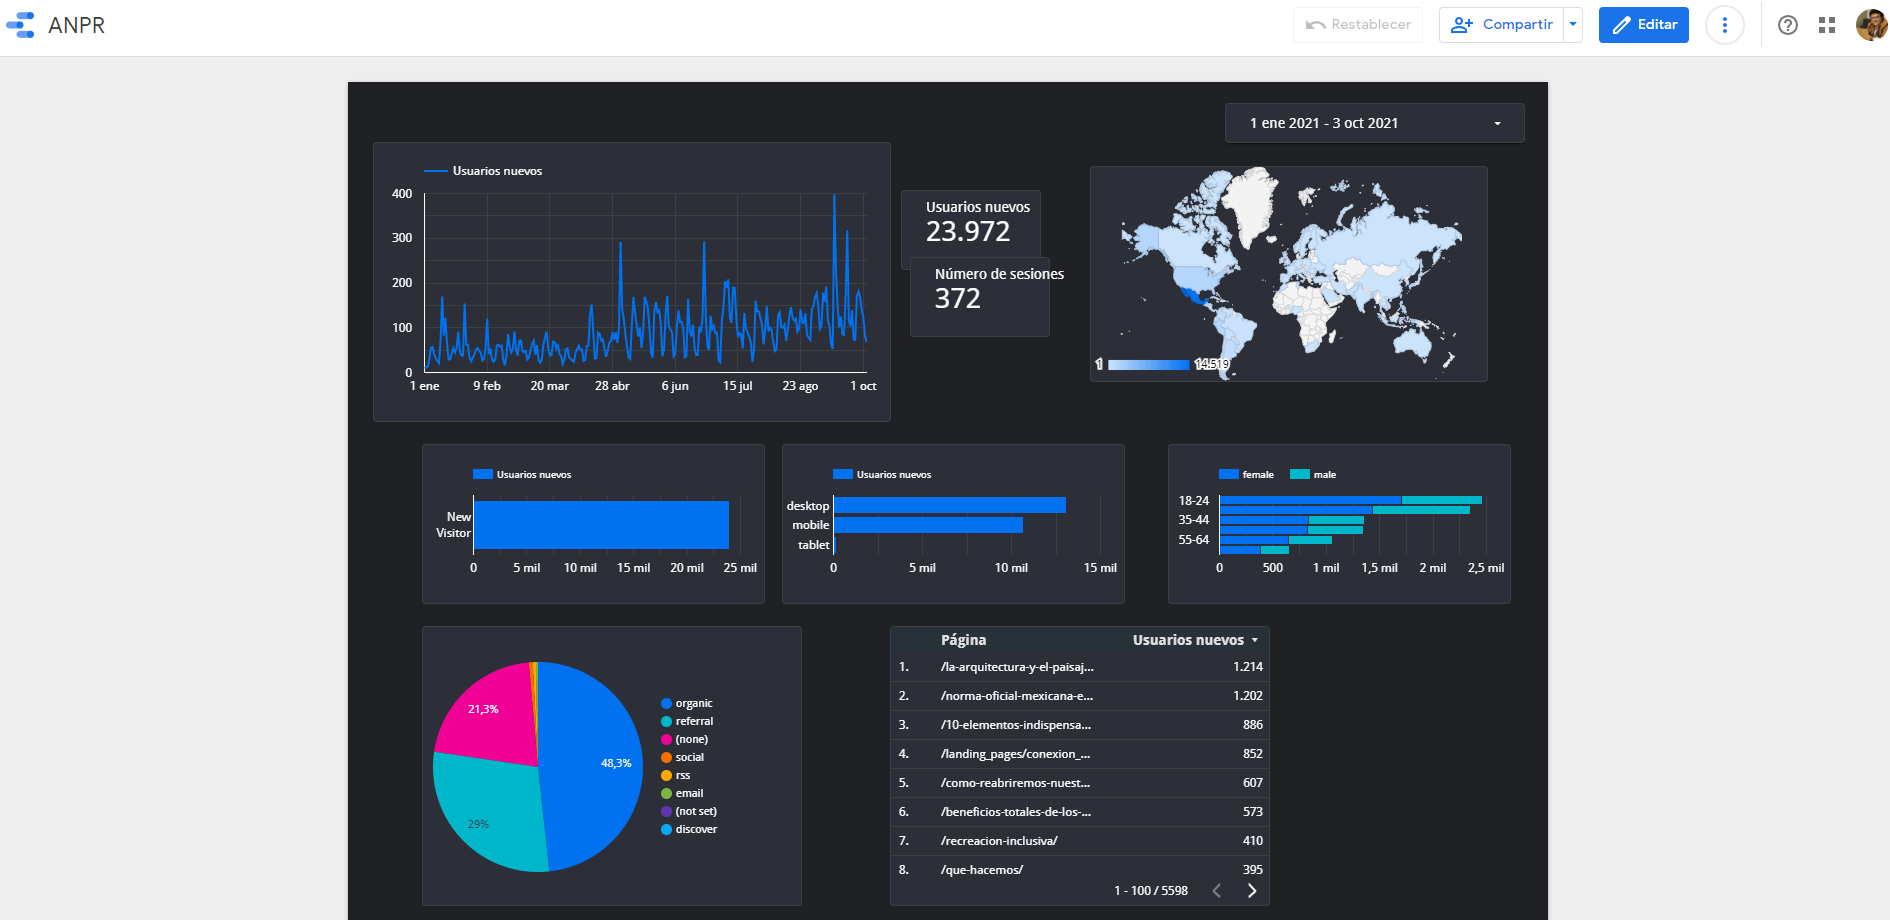 ANPR
Restablecer
Compartir
Editar
1 ene 2021 - 3 oct 2021
Usuarios nuevos
400
300
200
100
0
1 ene 9 feb 20 mar 28 abr 6 jun 15 jul 23 ago 1 oct
Usuarios nuevos
23.972
Número de sesiones
372
1 14.519
Usuarios nuevos
New
Visitor
0 5 mil 10 mil 15 mil 20 mil 25 mil
Usuarios nuevos
desktop
mobile
tablet
0 5 mil 10 mil 15 mil
female male
18-24
35-44
55-64
0 500 1 mil 1,5 mil 2 mil 2,5 mil
21,3%
48,3%
29%
organic
referral
(none)
social
rss
email
(not set)
discover
Página Usuarios nuevos
1. /la-arquitectura-y-el-paisaj... 1.214
2. /norma-oficial-mexicana-e... 1.202
3. /10-elementos-indispensa... 886
4. /landing_pages/conexion_... 852
5. /como-reabriremos-nuest... 607
6. /beneficios-totales-de-los-... 573
7. /recreacion-inclusiva/ 410
8. /que-hacemos/ 395
1 - 100 / 5598